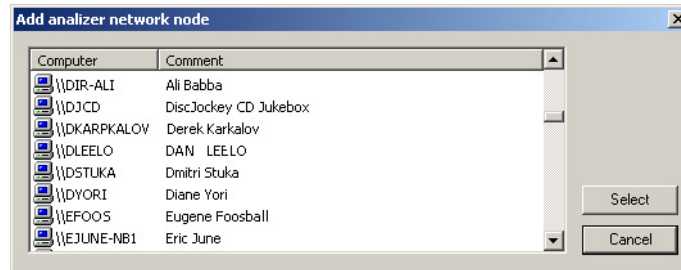 Add analizer network node
Computer Comment
\\DIR-ALI Ali Babba
\\DJCD DiscJockey CD Jukebox
\\DKARPKALOV Derek Karkalov
\\DLEELO DAN LEELO
\\DSTUKA Dmitri Stuka
\\DYORI Diane Yori
\\EFOOS Eugene Foosball
\\EJUNE-NB1 Eric June
Select
Cancel